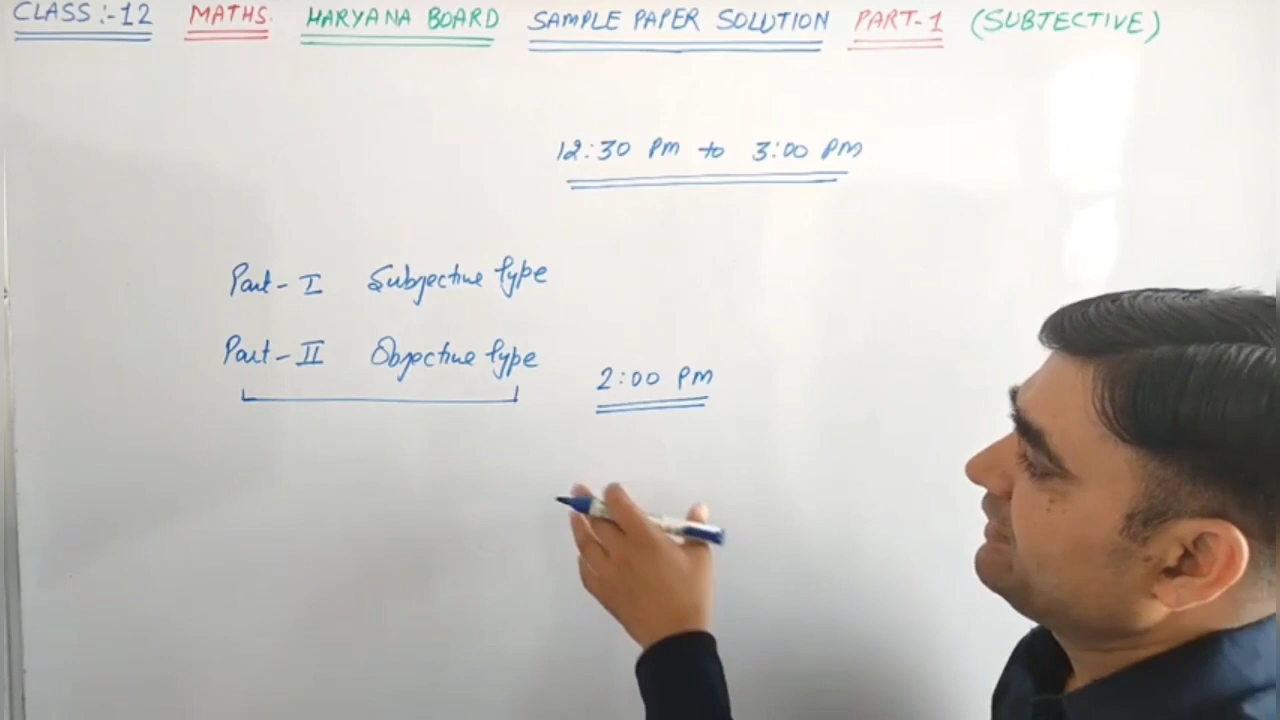 CLASS:-12 MATHS. HARYANA BOARD SAMPLE PAPER SOLUTION PART-1 (SUBTECTIVE)
12:30 PM to 3:00 PM
Part-I Subjective type
Part-II Objective type
2:00 PM